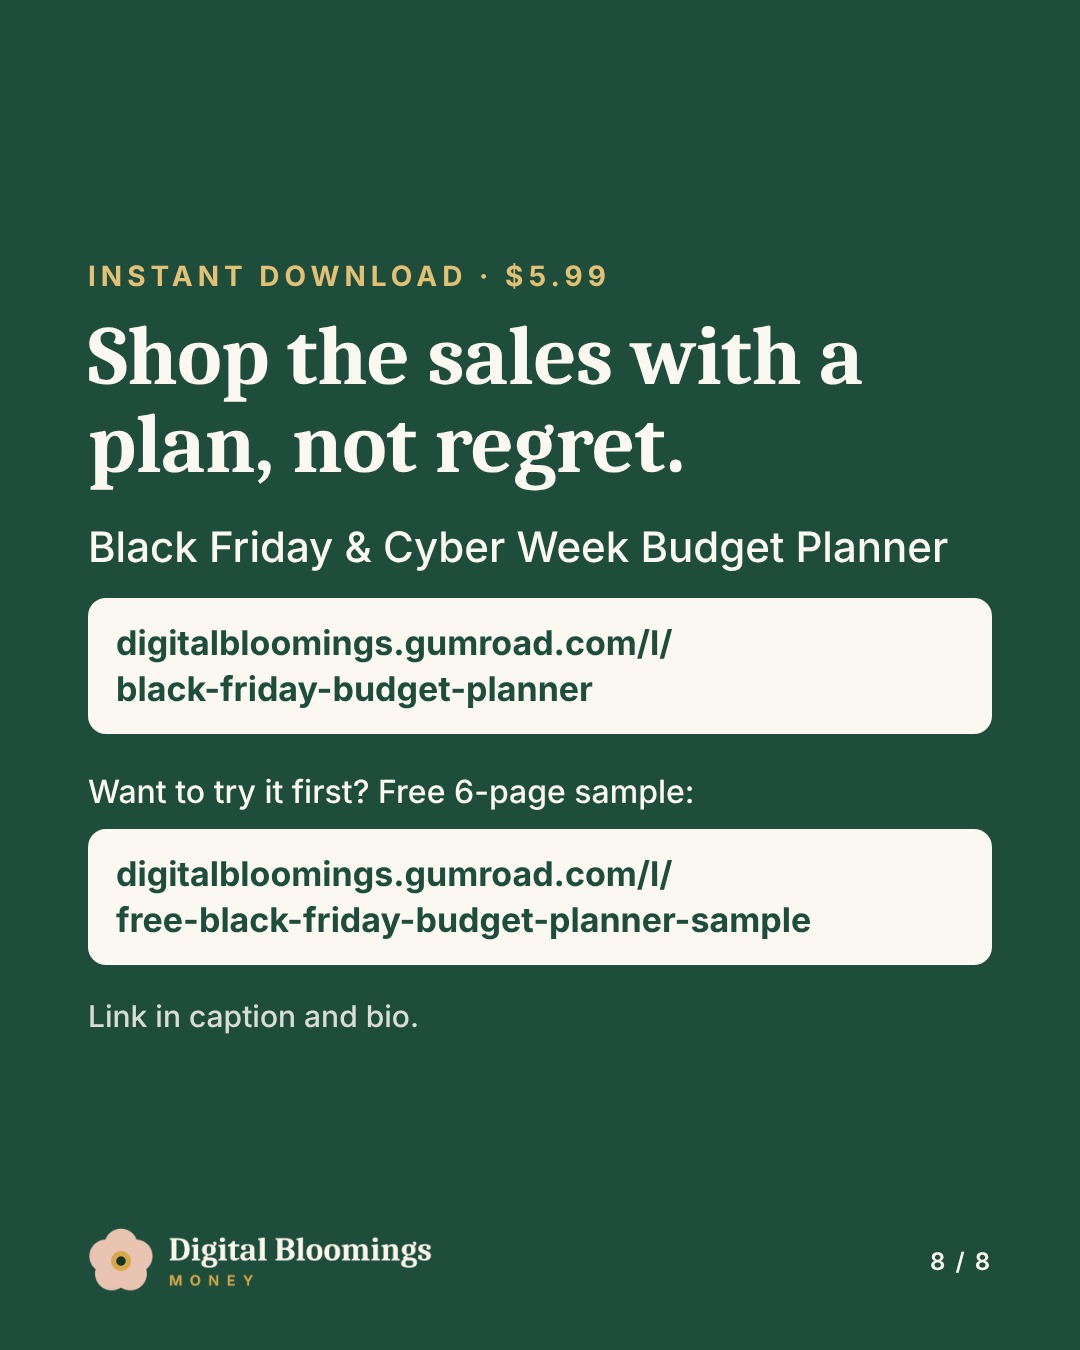 INSTANT DOWNLOAD · $5.99
Shop the sales with a
plan, not regret.
Black Friday & Cyber Week Budget Planner
digitalbloomings.gumroad.com/l/
black-friday-budget-planner
Want to try it first? Free 6-page sample:
digitalbloomings.gumroad.com/l/
free-black-friday-budget-planner-sample
Link in caption and bio.
Digital Bloomings
MONEY
8 / 8